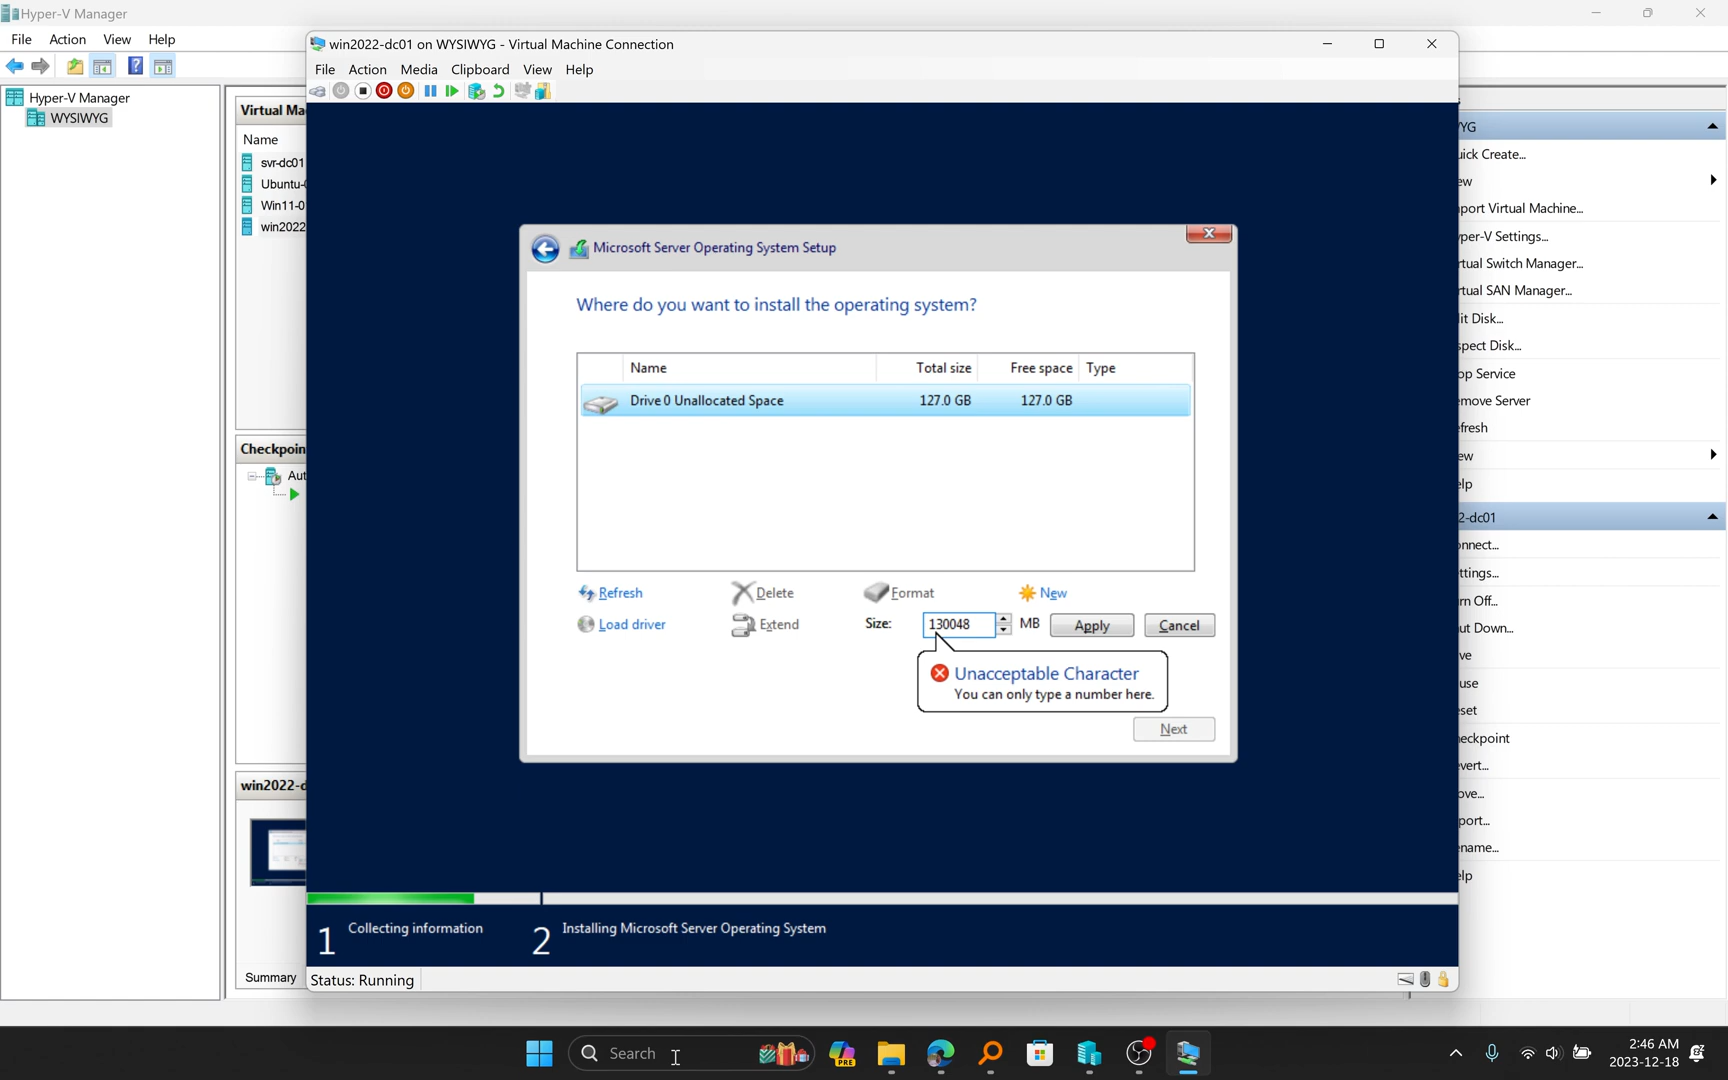 Hyper-V Manager
File Action View Help
Hyper-V Manager
WYSIWYG
Virtual Ma
Name
svr-dc01
Ubuntu-
Win11-0
win2022
Checkpoin
Aut
win2022-d
Summary
win2022-dc01 on WYSIWYG - Virtual Machine Connection
File Action Media Clipboard View Help
Microsoft Server Operating System Setup
Where do you want to install the operating system?
Name Total size Free space Type
Drive 0 Unallocated Space 127.0 GB 127.0 GB
Refresh Delete Format New
Load driver Extend Size: 130048 MB Apply Cancel
Unacceptable Character
You can only type a number here.
Next
1 Collecting information 2 Installing Microsoft Server Operating System
Status: Running
YG
uick Create...
ew
port Virtual Machine...
yper-V Settings...
rtual Switch Manager...
rtual SAN Manager...
it Disk...
spect Disk...
op Service
emove Server
efresh
ew
elp
2-dc01
nnect...
ttings...
rn Off...
ut Down...
ve
use
set
heckpoint
evert...
ove...
port...
ename...
elp
Search
PRE
2:46 AM
2023-12-18